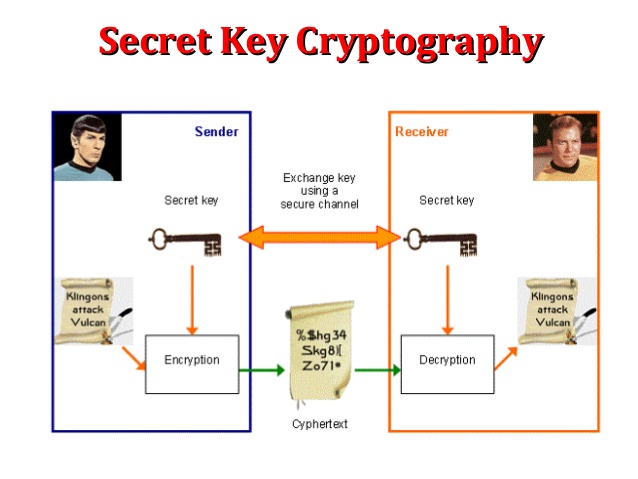 Secret Key Cryptography
Sender
Receiver
Exchange key
using a
secure channel
Secret key
Secret key
Klingons
attack
Vulcan
%$hg34
Skg8)[
Zo71*
Klingons
attack
Vulcan
Encryption
Decryption
Cyphertext